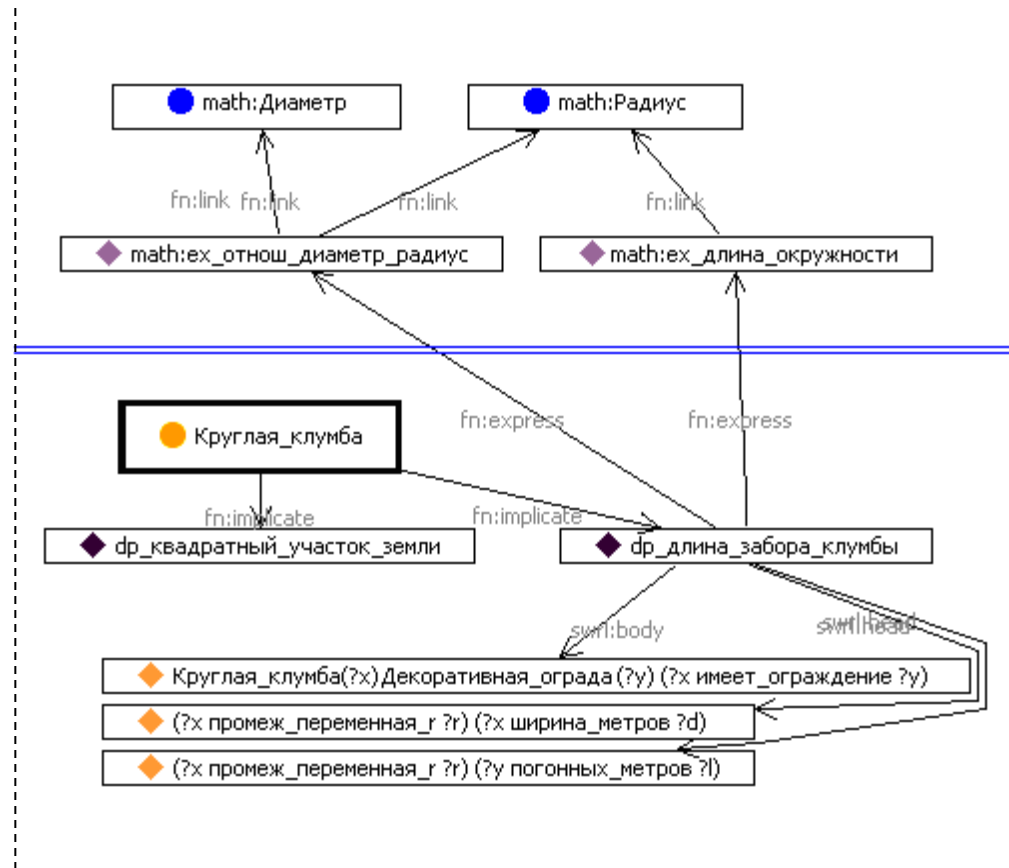 math:Диаметр
math:Радиус
fn:link
fn:link
fn:link
fn:link
math:ex_отнош_диаметр_радиус
math:ex_длина_окружности
fn:express
fn:express
Круглая_клумба
fn:implicate
fn:implicate
dp_квадратный_участок_земли
dp_длина_забора_клумбы
swrl:body
swrl:head
swrl:head
Круглая_клумба(?x)Декоративная_ограда(?y) (?x имеет_ограждение ?y)
(?x промеж_переменная_r ?r) (?x ширина_метров ?d)
(?x промеж_переменная_r ?r) (?y погонных_метров ?l)